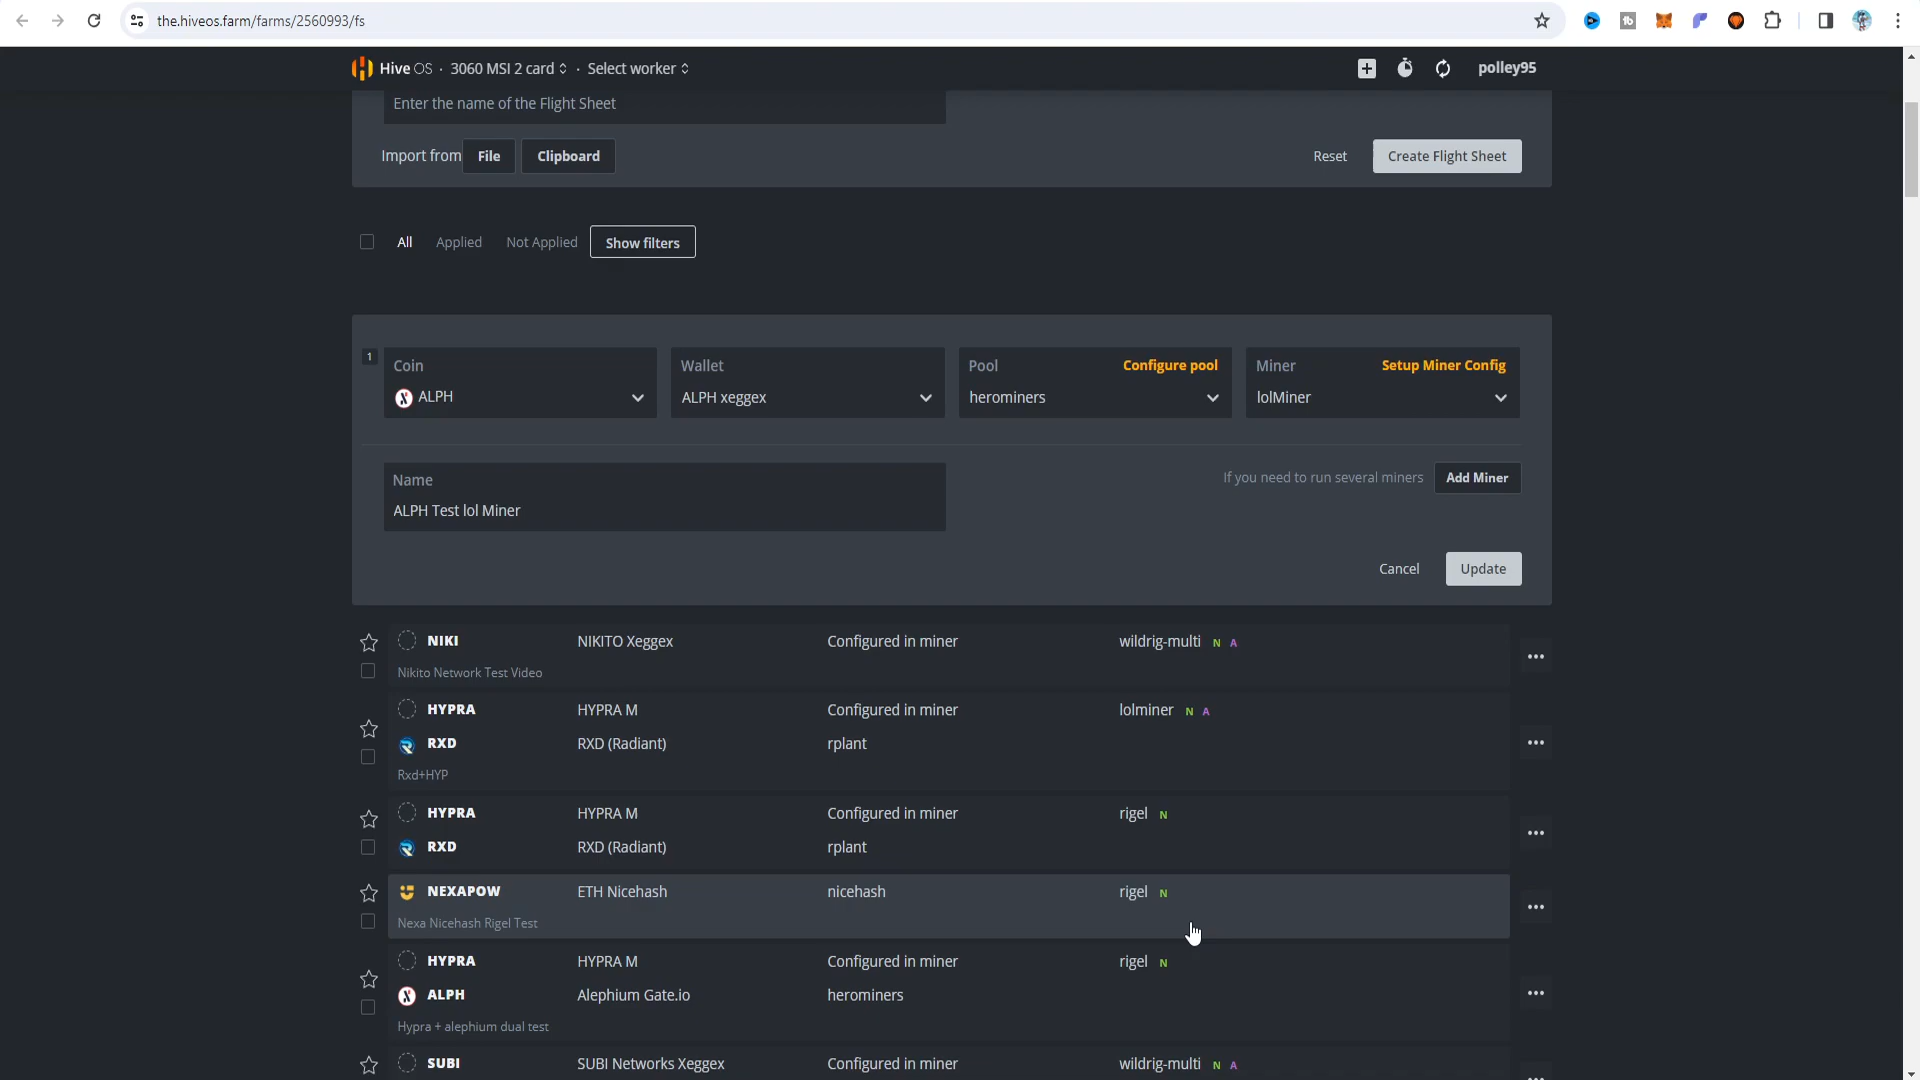 the.hiveos.farm/farms/2560993/fs
Hive OS · 3060 MSI 2 card · Select worker
polley95
Enter the name of the Flight Sheet
Import from File Clipboard Reset Create Flight Sheet
All Applied Not Applied Show filters
1 Coin Wallet Pool Configure pool Miner Setup Miner Config
ALPH ALPH xeggex herominers lolMiner
Name
If you need to run several miners Add Miner
ALPH Test lol Miner
Cancel Update
NIKI NIKITO Xeggex Configured in miner wildrig-multi N A
Nikito Network Test Video
HYPRA HYPRA M Configured in miner lolminer N A
RXD RXD (Radiant) rplant
Rxd+HYP
HYPRA HYPRA M Configured in miner rigel N
RXD RXD (Radiant) rplant
NEXAPOW ETH Nicehash nicehash rigel N
Nexa Nicehash Rigel Test
HYPRA HYPRA M Configured in miner rigel N
ALPH Alephium Gate.io herominers
Hypra + alephium dual test
SUBI SUBI Networks Xeggex Configured in miner wildrig-multi N A